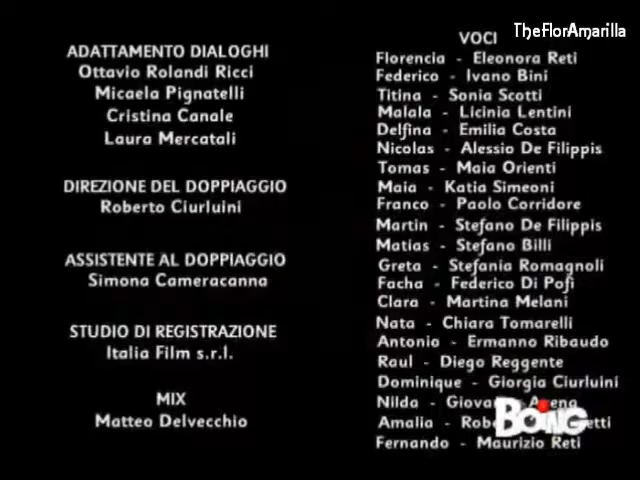 TheFlorAmarilla
ADATTAMENTO DIALOGHI
Ottavio Rolandi Ricci
Micaela Pignatelli
Cristina Canale
Laura Mercatali
DIREZIONE DEL DOPPIAGGIO
Roberto Ciurluini
ASSISTENTE AL DOPPIAGGIO
Simona Cameracanna
STUDIO DI REGISTRAZIONE
Italia Film s.r.l.
MIX
Matteo Delvecchio
VOCI
Florencia - Eleonora Reti
Federico - Ivano Bini
Titina - Sonia Scotti
Malala - Licinia Lentini
Delfina - Emilia Costa
Nicolas - Alessio De Filippis
Tomas - Maia Orienti
Maia - Katia Simeoni
Franco - Paolo Corridore
Martin - Stefano De Filippis
Matias - Stefano Billi
Greta - Stefania Romagnoli
Facha - Federico Di Pofi
Clara - Martina Melani
Nata - Chiara Tomarelli
Antonio - Ermanno Ribaudo
Raul - Diego Reggente
Dominique - Giorgia Ciurluini
Nilda -
Amalia -
Fernando - Maurizio Reti
BOING